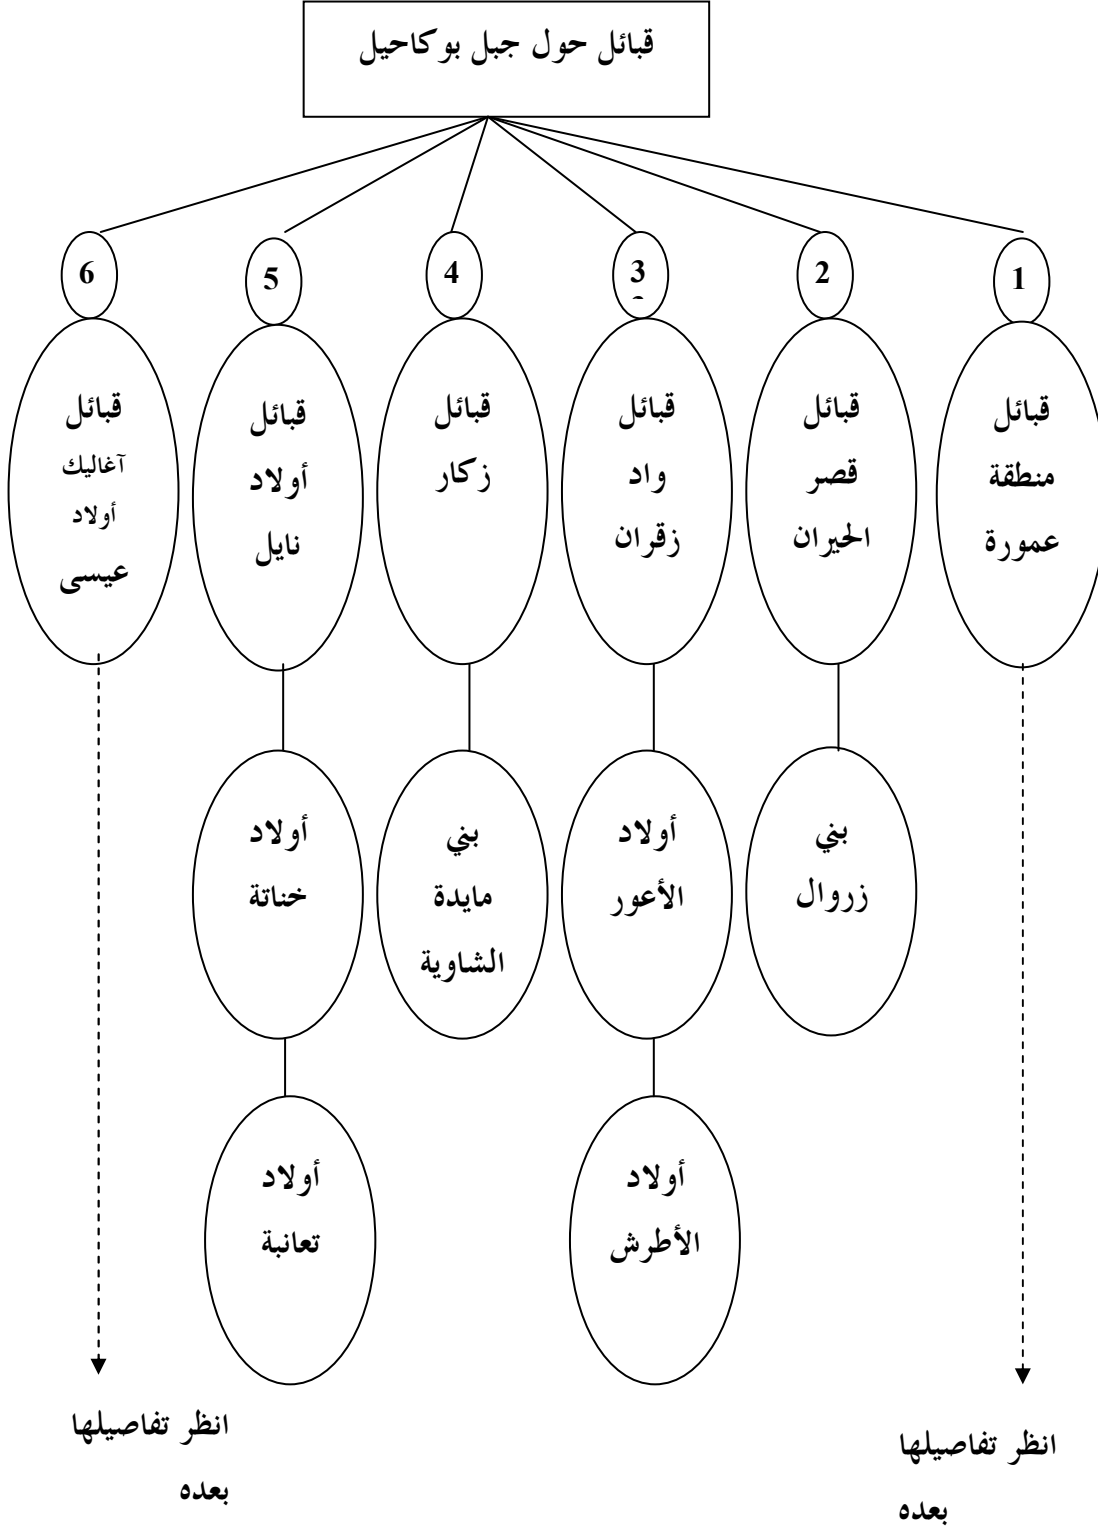 قبائل حول جبل بوكاحيل
1
2
3
4
5
6
قبائل
منطقة
عمورة
قبائل
قصر
الحيران
قبائل
واد
زقران
قبائل
زكار
قبائل
أولاد
نايل
قبائل
آغاليك
أولاد
عيسى
بني
زروال
أولاد
الأعور
بني
مايدة
الشاوية
أولاد
خناتة
أولاد
الأطرش
أولاد
تعانبة
انظر تفاصيلها
بعده
انظر تفاصيلها
بعده